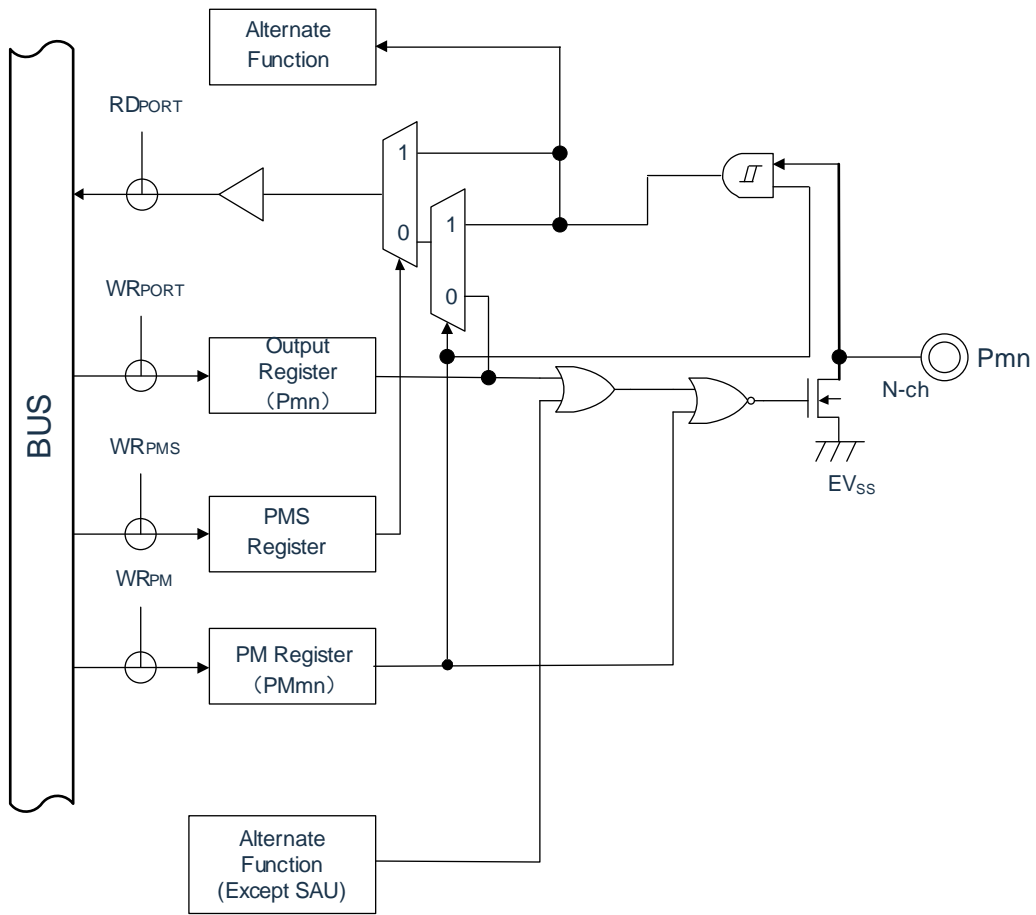 Alternate
Function
RDPORT
1
0
1
0
WRPORT
Output
Register
（Pmn）
Pmn
N-ch
EVSS
BUS
WRPMS
PMS
Register
WRPM
PM Register
（PMmn）
Alternate
Function
(Except SAU)